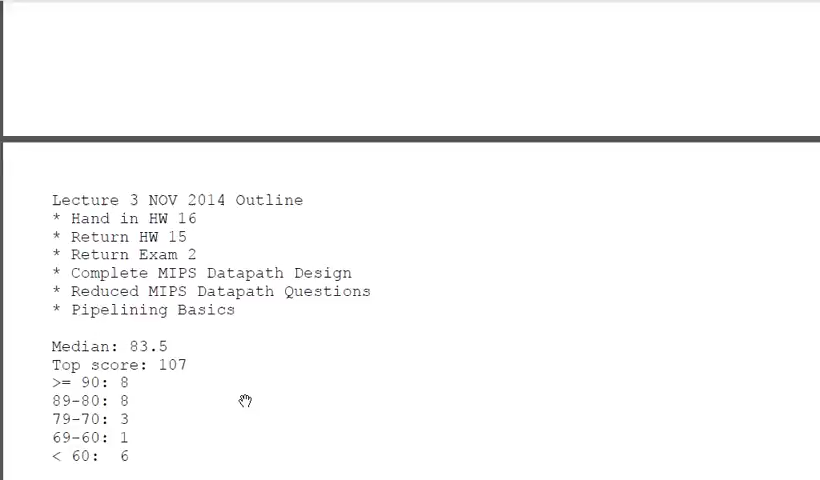 Lecture 3 NOV 2014 Outline
* Hand in HW 16
* Return HW 15
* Return Exam 2
* Complete MIPS Datapath Design
* Reduced MIPS Datapath Questions
* Pipelining Basics
Median: 83.5
Top score: 107
>= 90: 8
89-80: 8
79-70: 3
69-60: 1
< 60:  6